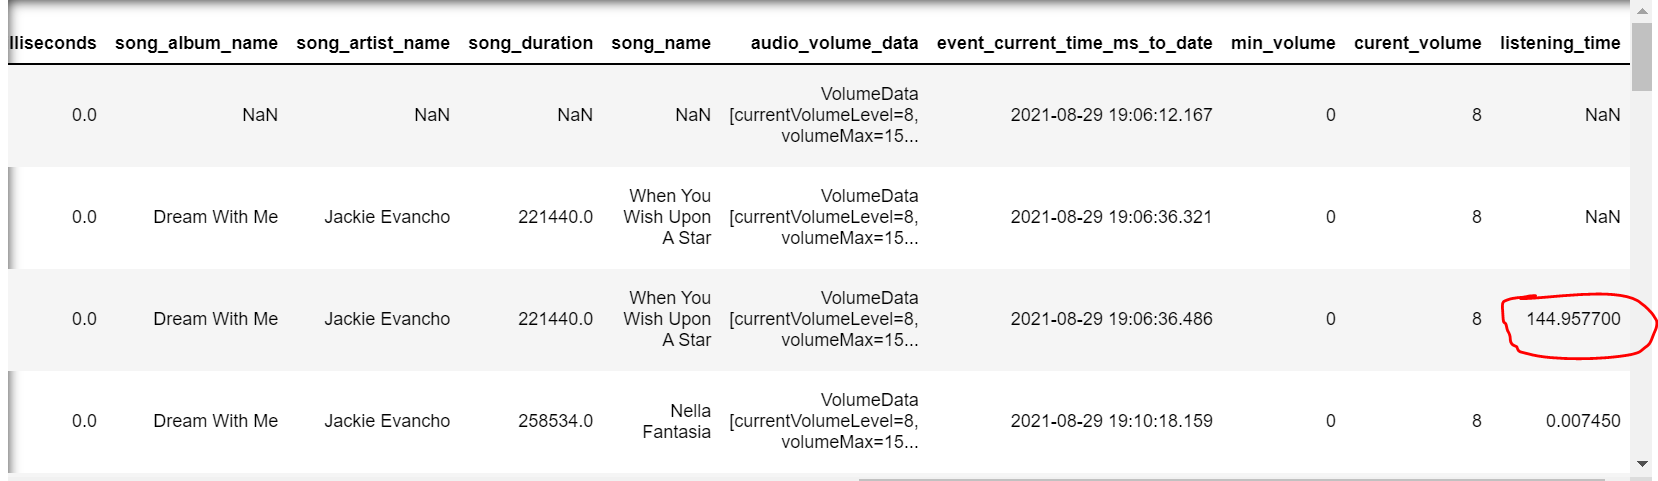 lliseconds song_album_name song_artist_name song_duration song_name audio_volume_data event_current_time_ms_to_date min_volume curent_volume listening_time
0.0 NaN NaN NaN NaN VolumeData [currentVolumeLevel=8, volumeMax=15... 2021-08-29 19:06:12.167 0 8 NaN
0.0 Dream With Me Jackie Evancho 221440.0 When You Wish Upon A Star VolumeData [currentVolumeLevel=8, volumeMax=15... 2021-08-29 19:06:36.321 0 8 NaN
0.0 Dream With Me Jackie Evancho 221440.0 When You Wish Upon A Star VolumeData [currentVolumeLevel=8, volumeMax=15... 2021-08-29 19:06:36.486 0 8 144.957700
0.0 Dream With Me Jackie Evancho 258534.0 Nella Fantasia VolumeData [currentVolumeLevel=8, volumeMax=15... 2021-08-29 19:10:18.159 0 8 0.007450